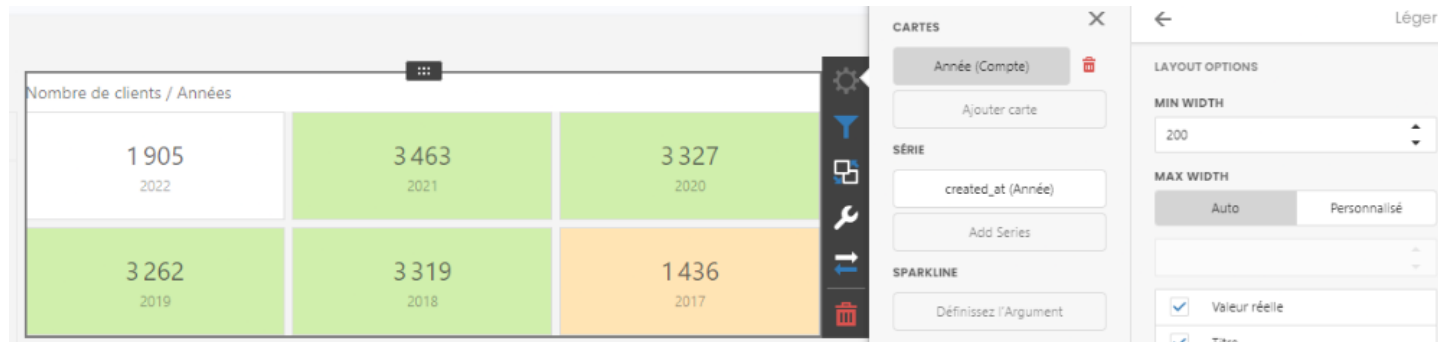 Nombre de clients / Années
1 905
2022
3 463
2021
3 327
2020
3 262
2019
3 319
2018
1 436
2017
CARTES
Année (Compte)
Ajouter carte
SÉRIE
created_at (Année)
Add Series
SPARKLINE
Définissez l'Argument
Léger
LAYOUT OPTIONS
MIN WIDTH
200
MAX WIDTH
Auto
Personnalisé
Valeur réelle
Titre